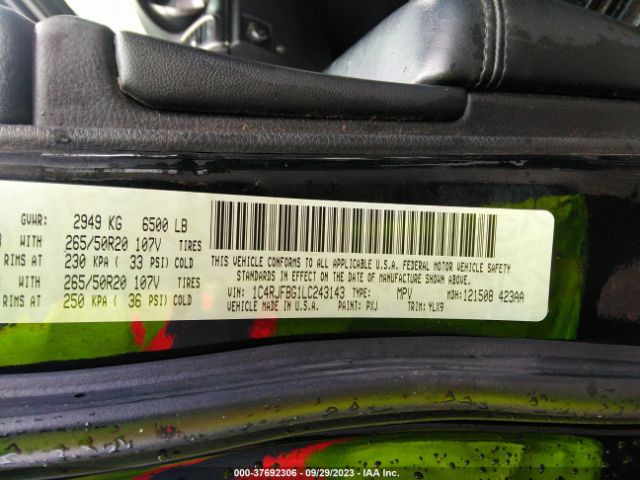 GVWR: 2949 KG 6500 LB
WITH 265/50R20 107V TIRES
RIMS AT 230 KPA ( 33 PSI) COLD
WITH 265/50R20 107V TIRES
RIMS AT 250 KPA ( 36 PSI) COLD
THIS VEHICLE CONFORMS TO ALL APPLICABLE U.S.A. FEDERAL MOTOR VEHICLE SAFETY
STANDARDS IN EFFECT ON THE DATE OF MANUFACTURE SHOWN ABOVE.
VIN: 1C4RJFBG1LC243143 TYPE: MPV MDH: 121508 423AA
VEHICLE MADE IN U.S.A. PAINT: PXJ TRIM: YLX9
000-37692306 - 09/29/2023 - IAA Inc.